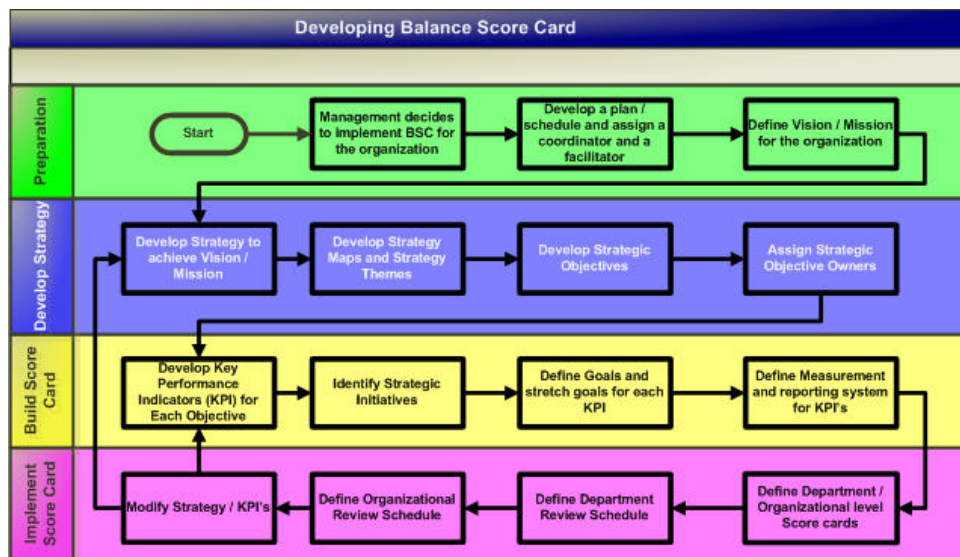 Developing Balance Score Card
Preparation
Start
Management decides
to implement BSC for
the organization
Develop a plan /
schedule and assign a
coordinator and a
facilitator
Define Vision / Mission
for the organization
Develop Strategy
Develop Strategy to
achieve Vision /
Mission
Develop Strategy
Maps and Strategy
Themes
Develop Strategic
Objectives
Assign Strategic
Objective Owners
Build Score
Card
Develop Key
Performance
Indicators (KPI) for
Each Objective
Identify Strategic
Initiatives
Define Goals and
stretch goals for each
KPI
Define Measurement
and reporting system
for KPI's
Implement
Score Card
Modify Strategy / KPI's
Define Organizational
Review Schedule
Define Department
Review Schedule
Define Department /
Organizational level
Score cards